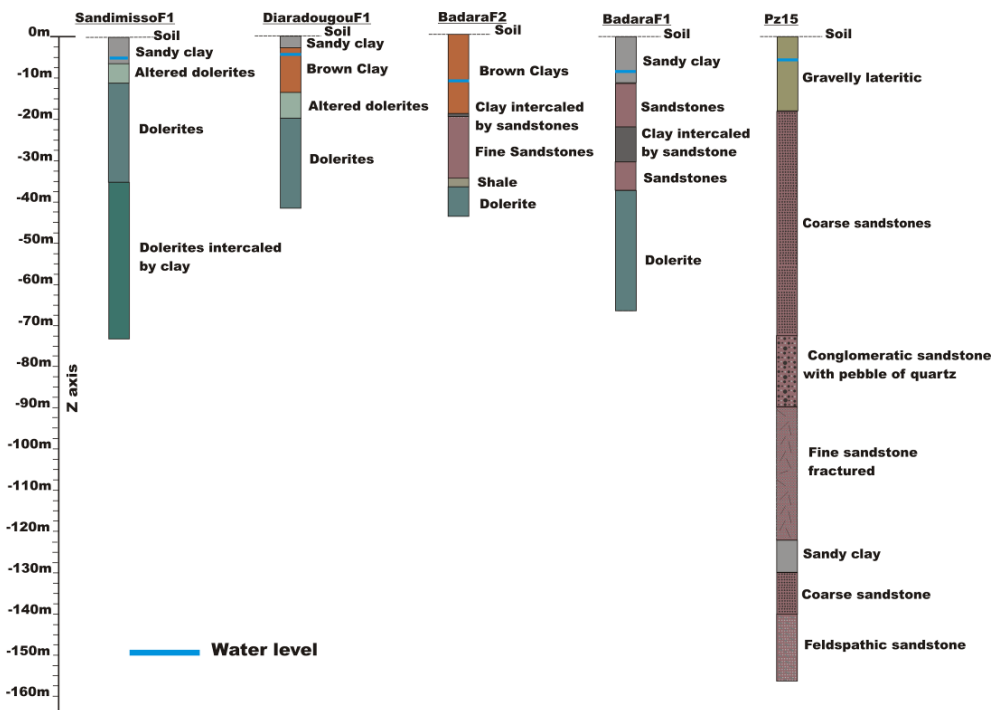 SandimissoF1
DiaradougouF1
BadaraF2
BadaraF1
Pz15
0m
-10m
-20m
-30m
-40m
-50m
-60m
-70m
-80m
-90m
-100m
-110m
-120m
-130m
-140m
-150m
-160m
Z axis
Soil
Sandy clay
Altered dolerites
Dolerites
Dolerites intercaled
by clay
Soil
Sandy clay
Brown Clay
Altered dolerites
Dolerites
Soil
Brown Clays
Clay intercaled
by sandstones
Fine Sandstones
Shale
Dolerite
Soil
Sandy clay
Sandstones
Clay intercaled
by sandstone
Sandstones
Dolerite
Soil
Gravelly lateritic
Coarse sandstones
Conglomeratic sandstone
with pebble of quartz
Fine sandstone
fractured
Sandy clay
Coarse sandstone
Feldspathic sandstone
Water level